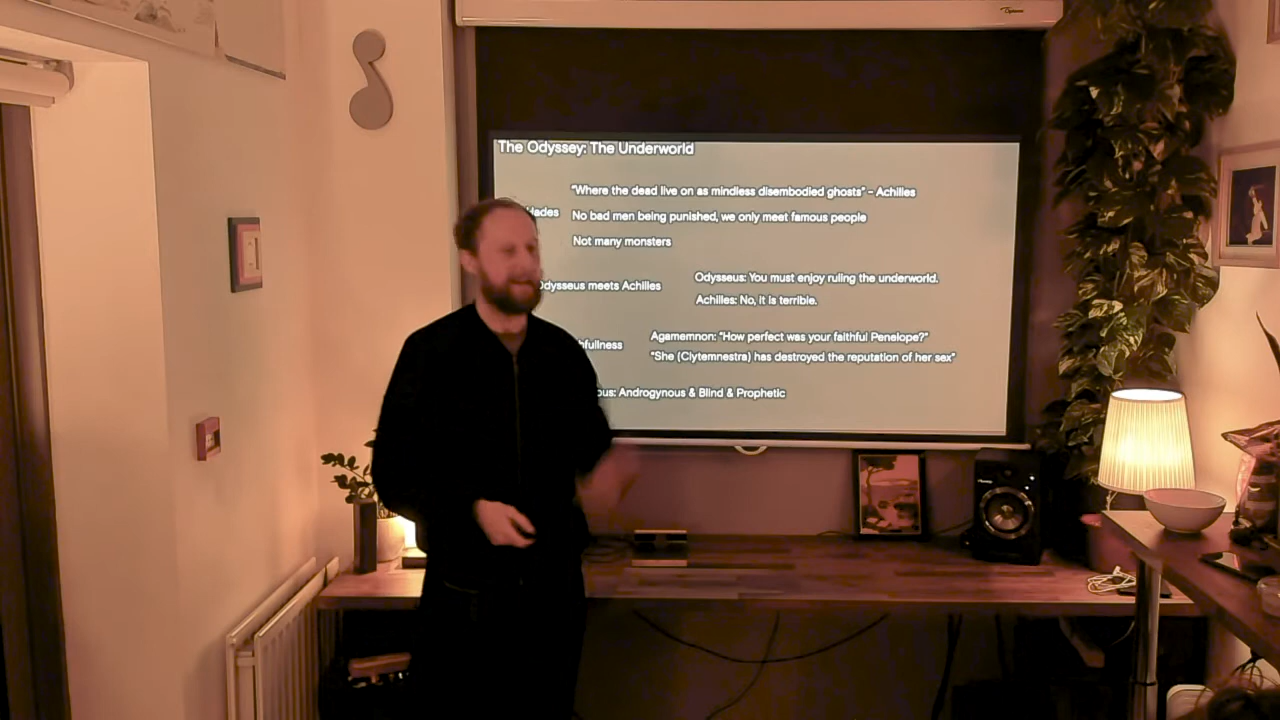 The Odyssey: The Underworld
"Where the dead live on as mindless disembodied ghosts" - Achilles
Hades
No bad men being punished, we only meet famous people
Not many monsters
Odysseus meets Achilles
Odysseus: You must enjoy ruling the underworld.
Achilles: No, it is terrible.
hfullness
Agamemnon: "How perfect was your faithful Penelope?"
"She (Clytemnestra) has destroyed the reputation of her sex"
ous: Androgynous & Blind & Prophetic